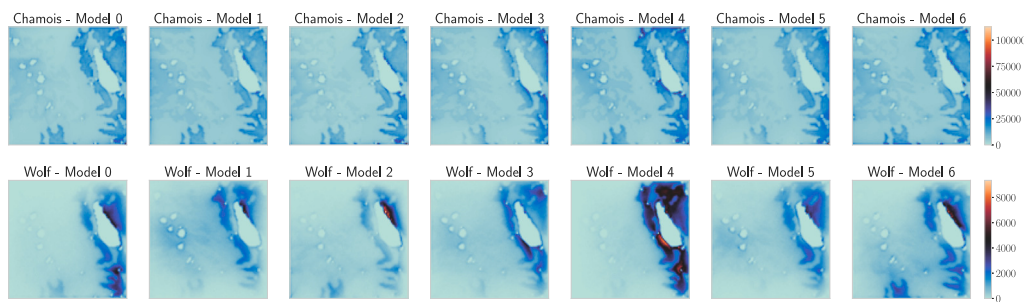 Chamois - Model 0
Chamois - Model 1
Chamois - Model 2
Chamois - Model 3
Chamois - Model 4
Chamois - Model 5
Chamois - Model 6
100000
75000
50000
25000
0
Wolf - Model 0
Wolf - Model 1
Wolf - Model 2
Wolf - Model 3
Wolf - Model 4
Wolf - Model 5
Wolf - Model 6
8000
6000
4000
2000
0